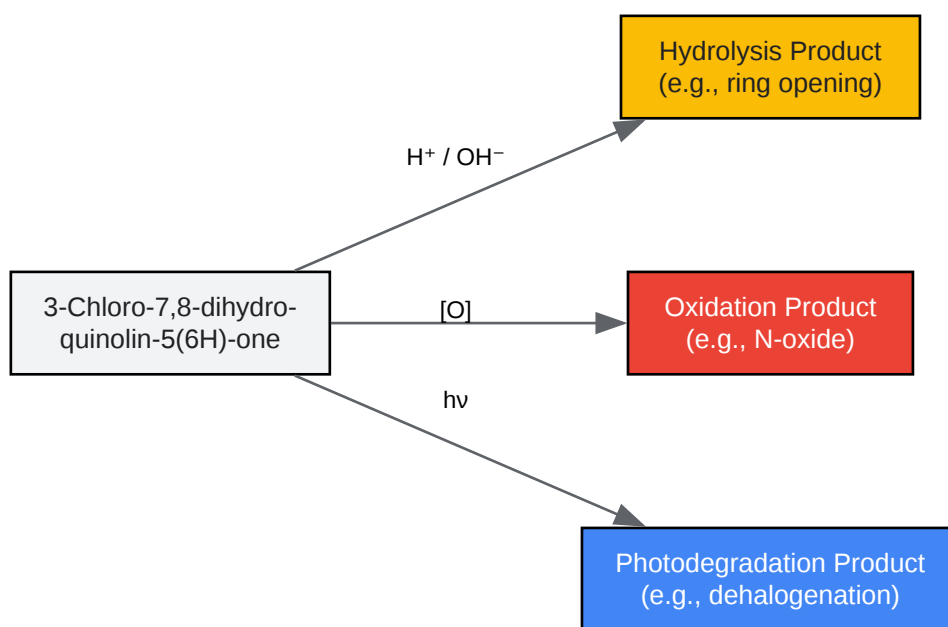 Hydrolysis Product
(e.g., ring opening)
H⁺ / OH⁻
3-Chloro-7,8-dihydro-
quinolin-5(6H)-one
[O]
Oxidation Product
(e.g., N-oxide)
hν
Photodegradation Product
(e.g., dehalogenation)